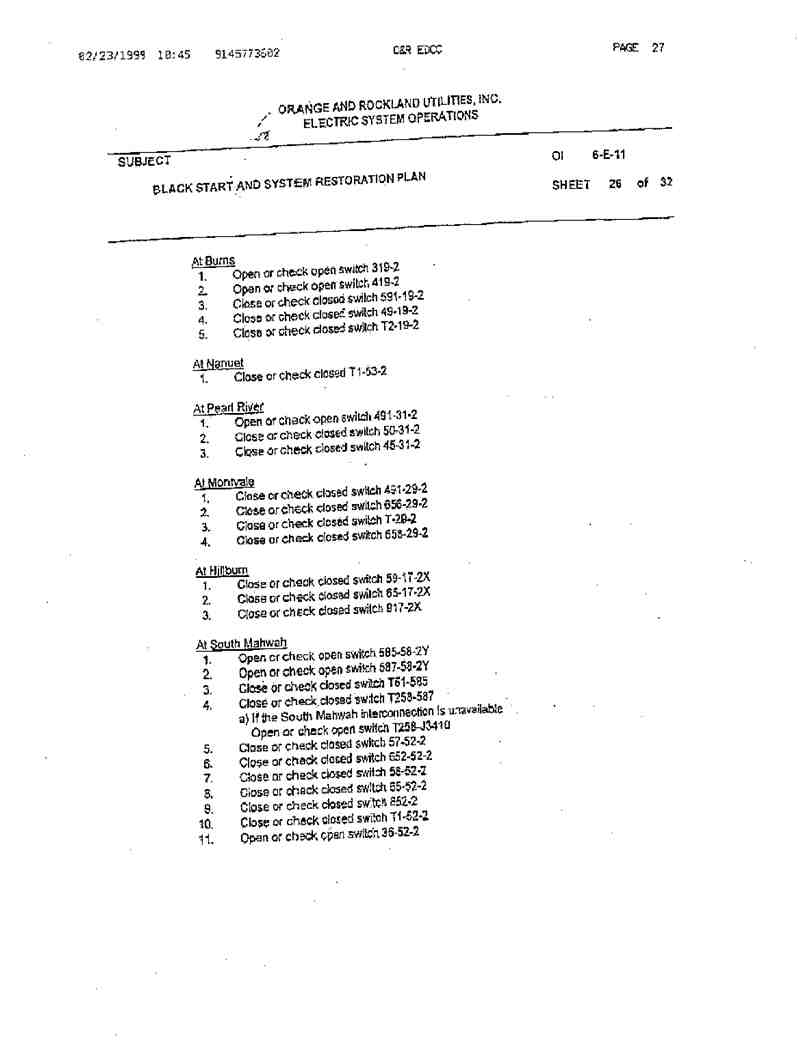 02/23/1999 10:45 9145773602 O&R EDCC PAGE 27
ORANGE AND ROCKLAND UTILITIES, INC.
ELECTRIC SYSTEM OPERATIONS
SUBJECT OI 6-E-11
BLACK START AND SYSTEM RESTORATION PLAN SHEET 26 of 32
At Burns
1. Open or check open switch 319-2
2. Open or check open switch 419-2
3. Close or check closed switch 591-19-2
4. Close or check closed switch 49-19-2
5. Close or check closed switch T2-19-2
At Nanuet
1. Close or check closed T1-53-2
At Pearl River
1. Open or check open switch 491-31-2
2. Close or check closed switch 50-31-2
3. Close or check closed switch 45-31-2
At Montvale
1. Close or check closed switch 491-29-2
2. Close or check closed switch 656-29-2
3. Close or check closed switch T-29-2
4. Close or check closed switch 658-29-2
At Hillburn
1. Close or check closed switch 59-17-2X
2. Close or check closed switch 65-17-2X
3. Close or check closed switch 917-2X
At South Mahwah
1. Open or check open switch 585-58-2Y
2. Open or check open switch 587-58-2Y
3. Close or check closed switch T61-585
4. Close or check closed switch T258-587
a) If the South Mahwah interconnection is unavailable
Open or check open switch T258-J3410
5. Close or check closed switch 57-52-2
6. Close or check closed switch 652-52-2
7. Close or check closed switch 58-52-2
8. Close or check closed switch 65-52-2
9. Close or check closed switch 852-2
10. Close or check closed switch T1-52-2
11. Open or check open switch 36-52-2